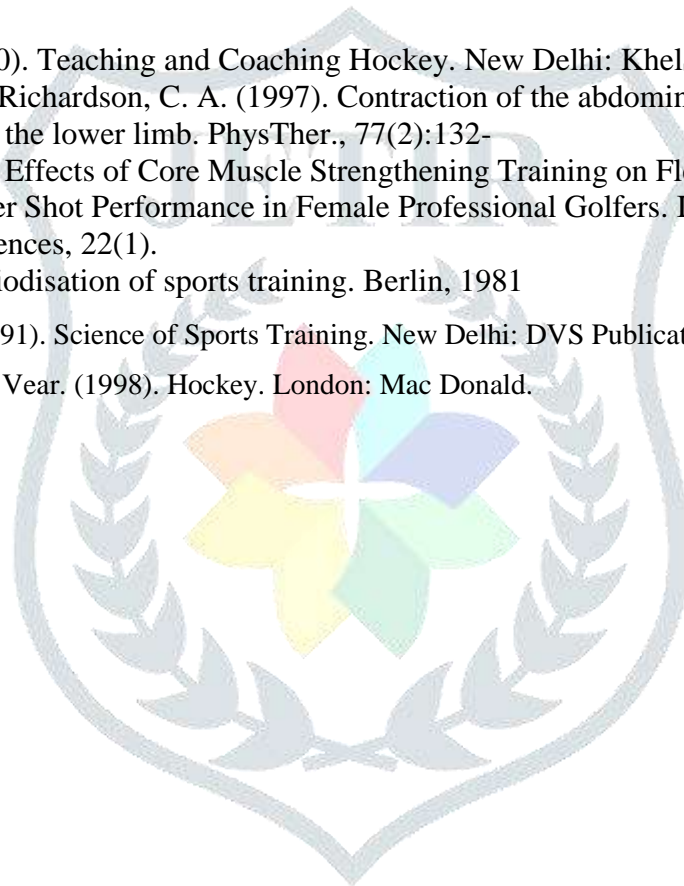 0). Teaching and Coaching Hockey. New Delhi: Khel
Richardson, C. A. (1997). Contraction of the abdomin
the lower limb. PhysTher., 77(2):132-
Effects of Core Muscle Strengthening Training on Fl
er Shot Performance in Female Professional Golfers.
ences, 22(1).
iodisation of sports training. Berlin, 1981
91). Science of Sports Training. New Delhi: DVS Publicat
Vear. (1998). Hockey. London: Mac Donald.
JETIR